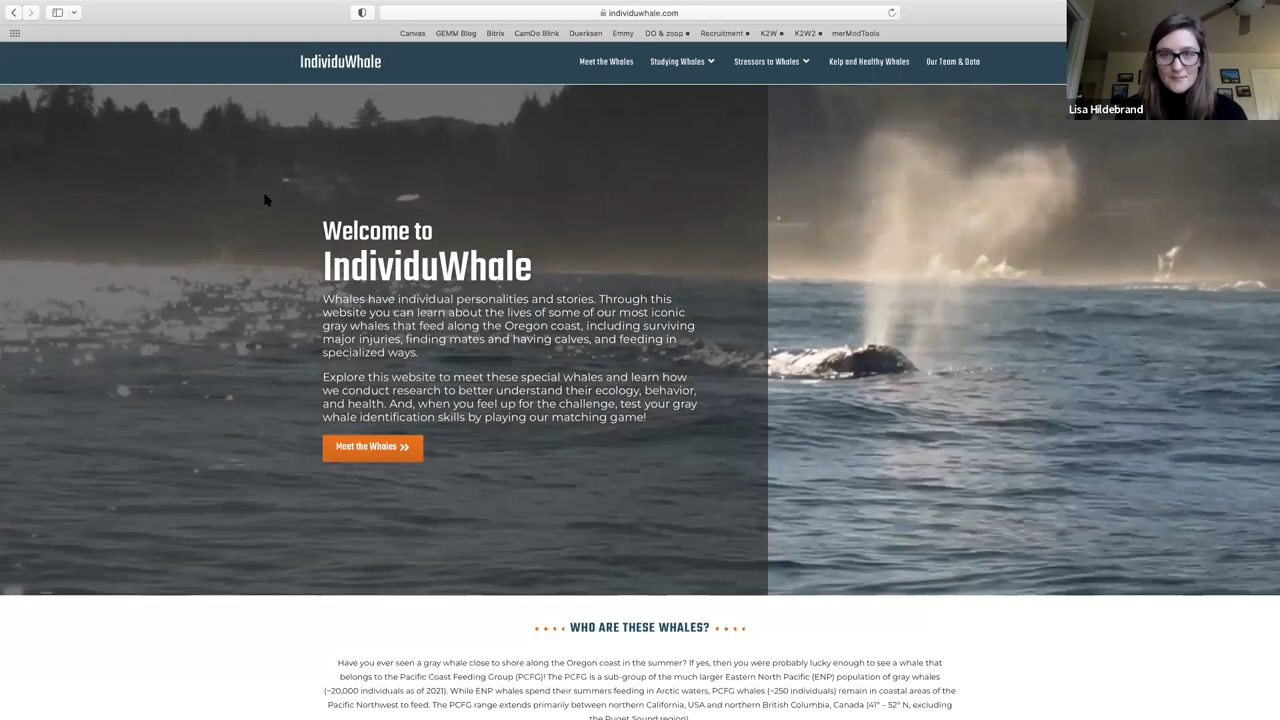 individuwhale.com
Canvas GEMM Blog Bitrix CamDo Blink Duerksen Emmy DO & zoop Recruitment K2W K2W2 merModTools
Lisa Hildebrand
IndividuWhale Meet the Whales Studying Whales Stressors to Whales Kelp and Healthy Whales Our Team & Data
Welcome to
IndividuWhale
Whales have individual personalities and stories. Through this
website you can learn about the lives of some of our most iconic
gray whales that feed along the Oregon coast, including surviving
major injuries, finding mates and having calves, and feeding in
specialized ways.
Explore this website to meet these special whales and learn how
we conduct research to better understand their ecology, behavior,
and health. And, when you feel up for the challenge, test your gray
whale identification skills by playing our matching game!
Meet the Whales
WHO ARE THESE WHALES?
Have you ever seen a gray whale close to shore along the Oregon coast in the summer? If yes, then you were probably lucky enough to see a whale that
belongs to the Pacific Coast Feeding Group (PCFG)! The PCFG is a sub-group of the much larger Eastern North Pacific (ENP) population of gray whales
(~20,000 individuals as of 2021). While ENP whales spend their summers feeding in Arctic waters, PCFG whales (~250 individuals) remain in coastal areas of the
Pacific Northwest to feed. The PCFG range extends primarily between northern California, USA and northern British Columbia, Canada (41° – 52° N, excluding
the Puget Sound region).